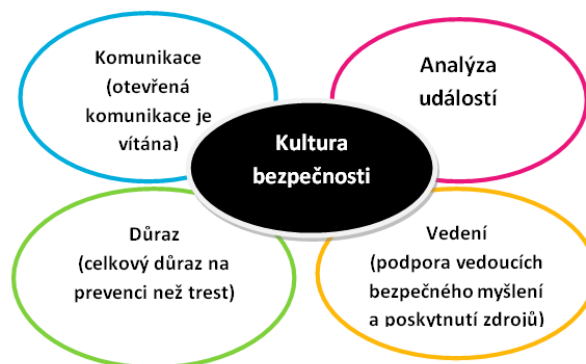 Komunikace
(otevřená
komunikace je
vítána)
Analýza
událostí
Kultura
bezpečnosti
Důraz
(celkový důraz na
prevenci než trest)
Vedení
(podpora vedoucích
bezpečného myšlení
a poskytnutí zdrojů)